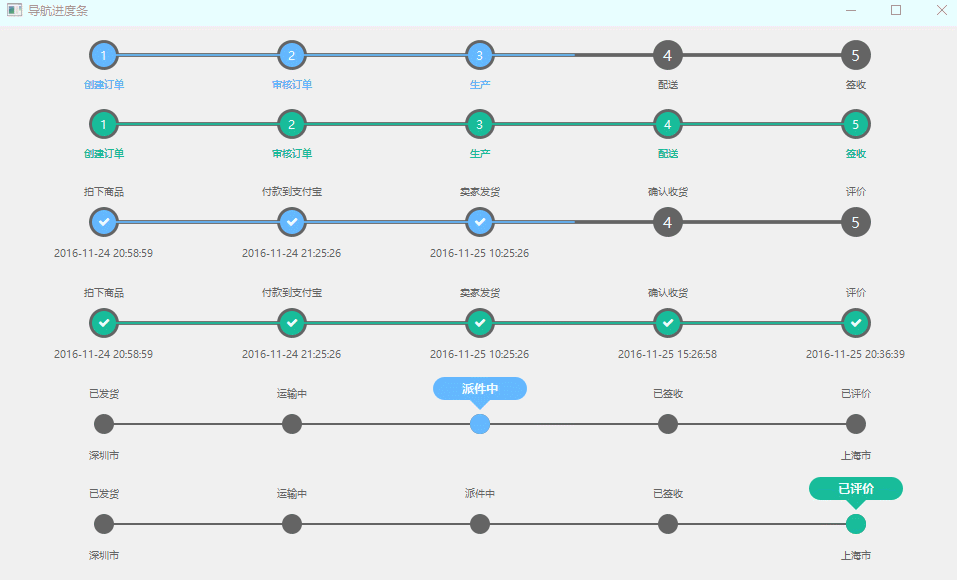 导航进度条
1 2 3 4 5
创建订单 审核订单 生产 配送 签收
1 2 3 4 5
创建订单 审核订单 生产 配送 签收
拍下商品 付款到支付宝 卖家发货 确认收货 评价
4 5
2016-11-24 20:58:59 2016-11-24 21:25:26 2016-11-25 10:25:26
拍下商品 付款到支付宝 卖家发货 确认收货 评价
2016-11-24 20:58:59 2016-11-24 21:25:26 2016-11-25 10:25:26 2016-11-25 15:26:58 2016-11-25 20:36:39
已发货 运输中 派件中 已签收 已评价
深圳市 上海市
已发货 运输中 派件中 已签收 已评价
深圳市 上海市